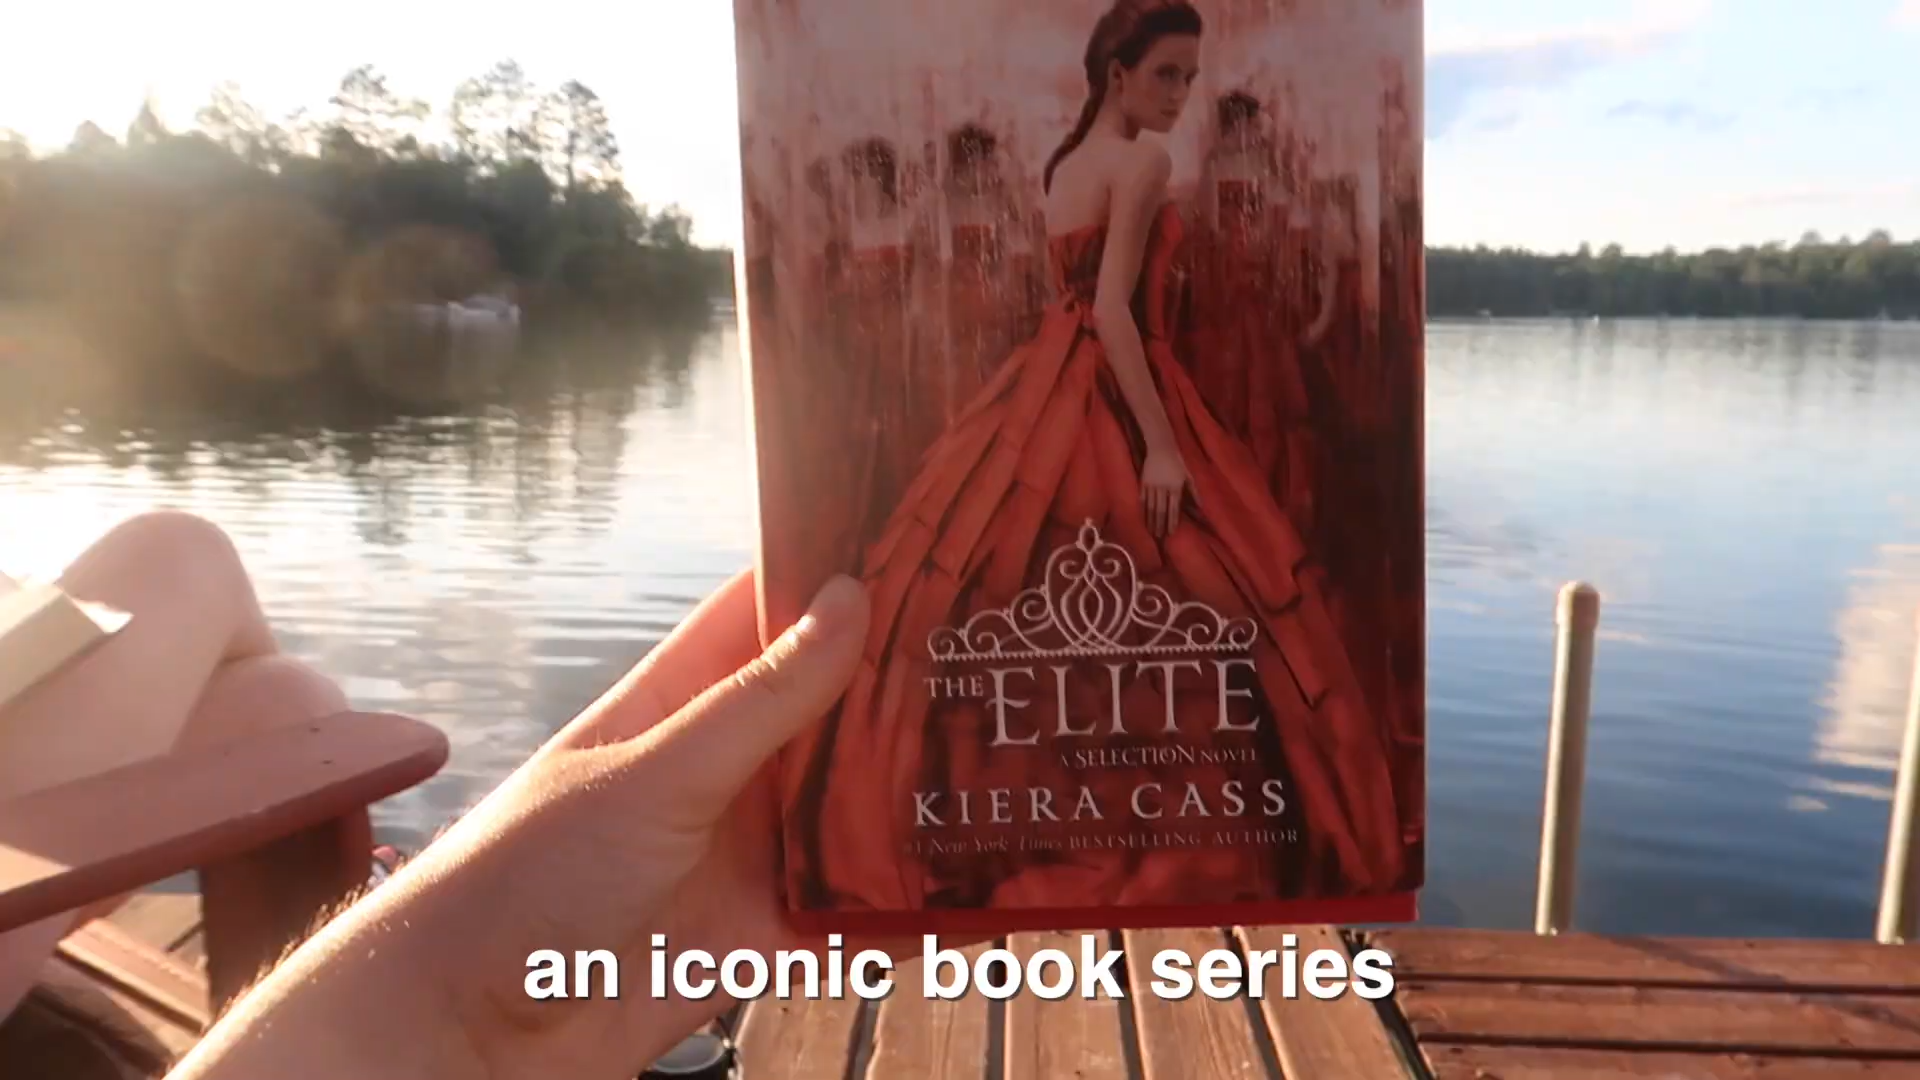 THE ELITE
A SELECTION NOVEL
KIERA CASS
#1 New York Times BESTSELLING AUTHOR
an iconic book series